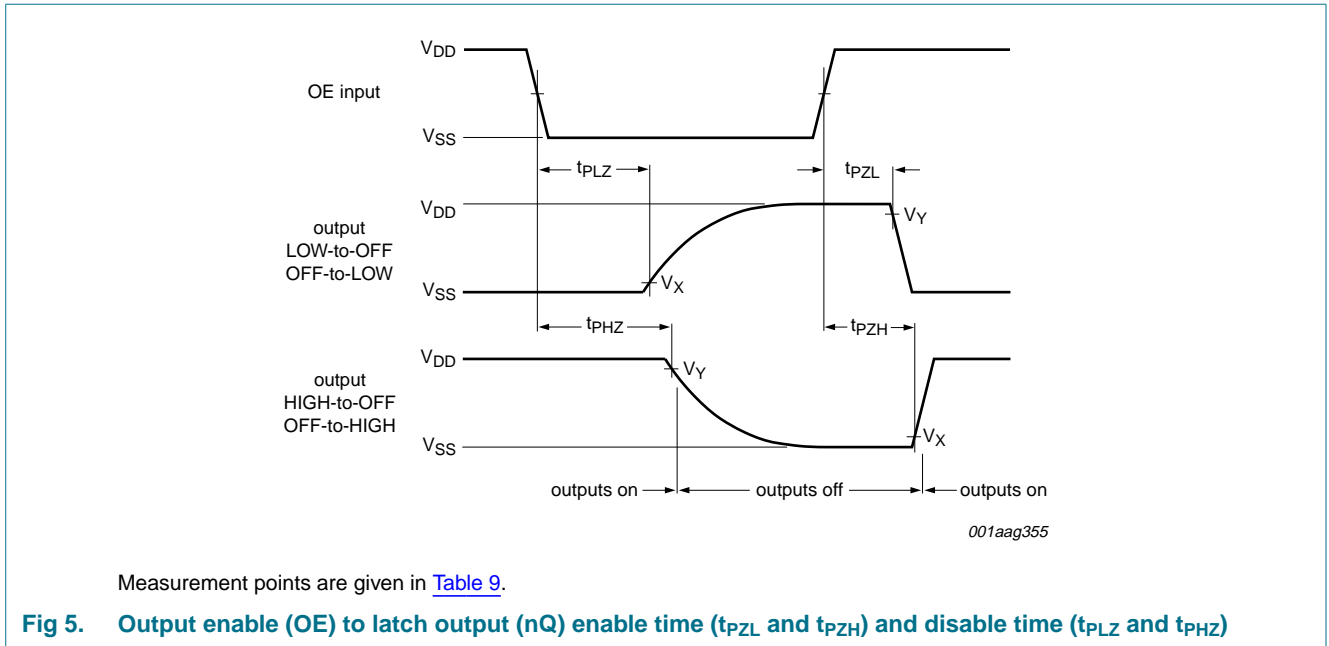 VDD
OE input
VSS
tPLZ
tPZL
VDD
VY
output
LOW-to-OFF
OFF-to-LOW
VX
VSS
tPHZ
tPZH
VDD
VY
output
HIGH-to-OFF
OFF-to-HIGH
VX
VSS
outputs on
outputs off
outputs on
001aag355
Measurement points are given in Table 9.
Fig 5. Output enable (OE) to latch output (nQ) enable time (tPZL and tPZH) and disable time (tPLZ and tPHZ)